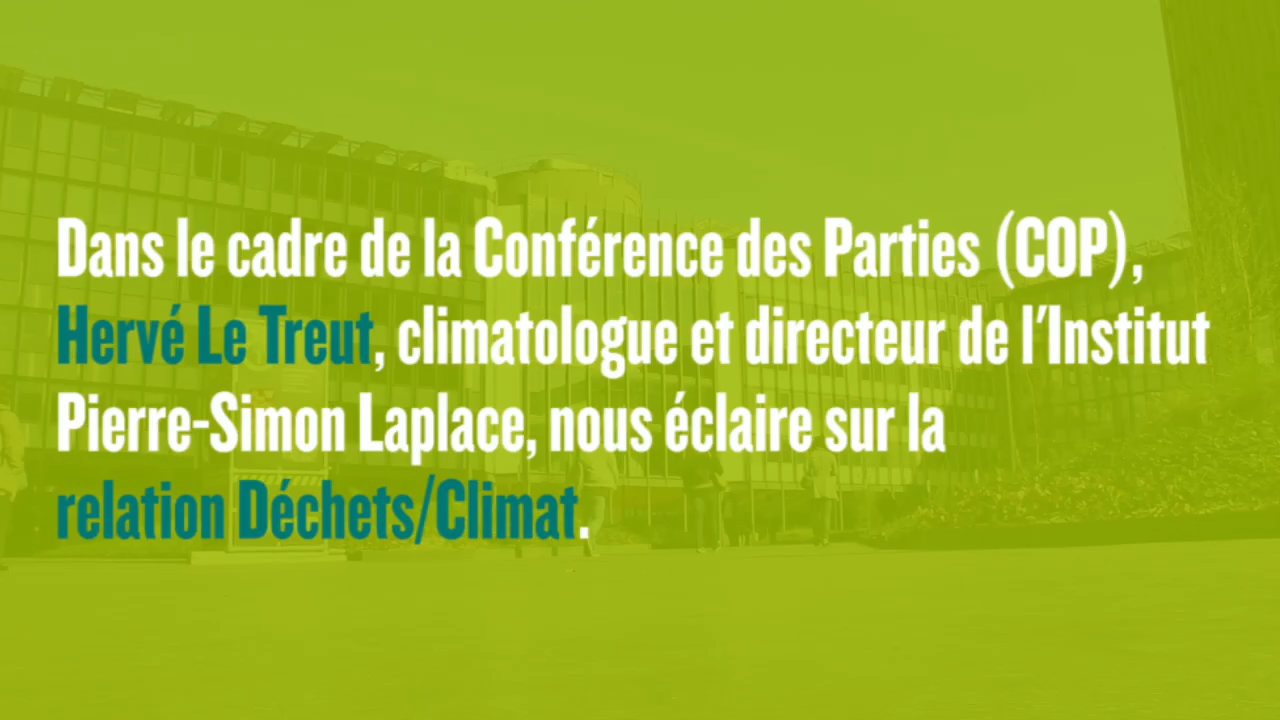 Dans le cadre de la Conférence des Parties (COP),
Hervé Le Treut, climatologue et directeur de l'Institut
Pierre-Simon Laplace, nous éclaire sur la
relation Déchets/Climat.